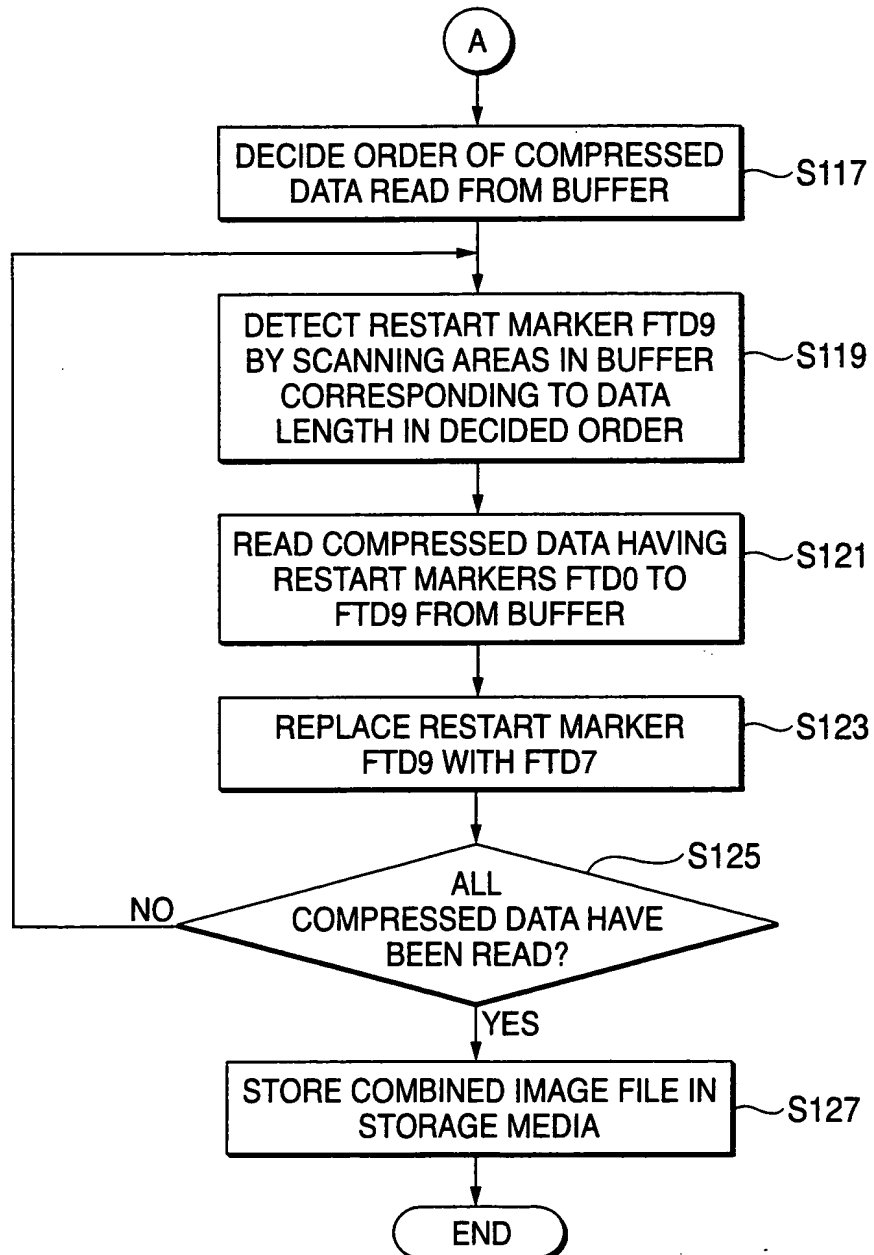 A
DECIDE ORDER OF COMPRESSED
DATA READ FROM BUFFER
S117
DETECT RESTART MARKER FTD9
BY SCANNING AREAS IN BUFFER
CORRESPONDING TO DATA
LENGTH IN DECIDED ORDER
S119
READ COMPRESSED DATA HAVING
RESTART MARKERS FTD0 TO
FTD9 FROM BUFFER
S121
REPLACE RESTART MARKER
FTD9 WITH FTD7
S123
S125
ALL
COMPRESSED DATA HAVE
BEEN READ?
NO
YES
STORE COMBINED IMAGE FILE IN
STORAGE MEDIA
S127
END